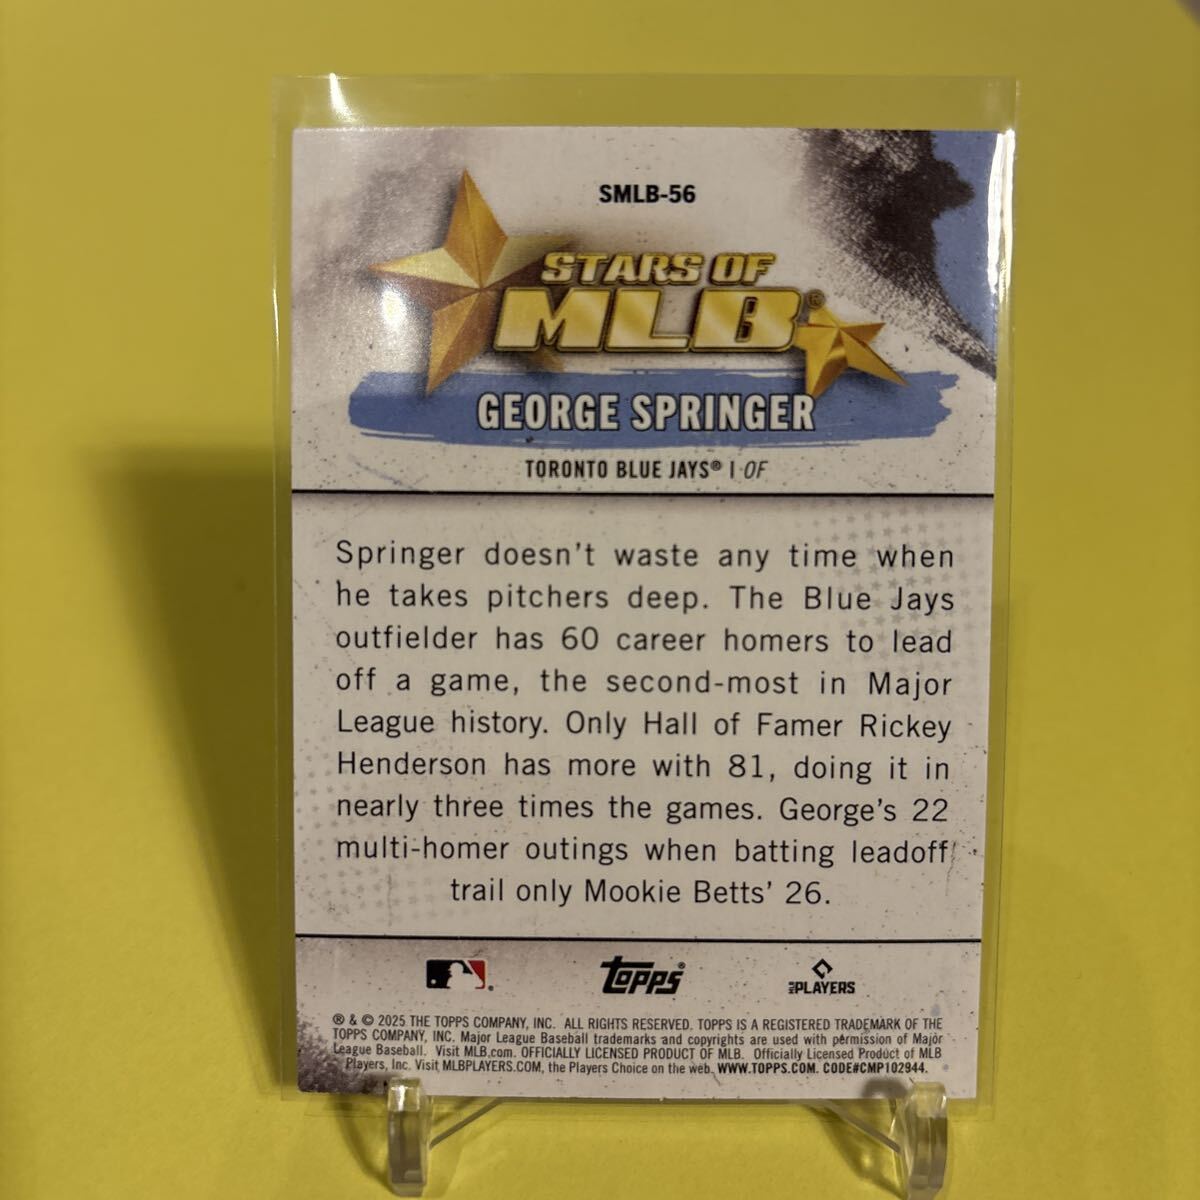 SMLB-56
STARS OF
MLB®
GEORGE SPRINGER
TORONTO BLUE JAYS® | OF
Springer doesn't waste any time when
he takes pitchers deep. The Blue Jays
outfielder has 60 career homers to lead
off a game, the second-most in Major
League history. Only Hall of Famer Rickey
Henderson has more with 81, doing it in
nearly three times the games. George's 22
multi-homer outings when batting leadoff
trail only Mookie Betts' 26.
topps® PLAYERS
® & © 2025 THE TOPPS COMPANY, INC. ALL RIGHTS RESERVED. TOPPS IS A REGISTERED TRADEMARK OF THE
TOPPS COMPANY, INC. Major League Baseball trademarks and copyrights are used with permission of Major
League Baseball. Visit MLB.com. OFFICIALLY LICENSED PRODUCT OF MLB. Officially Licensed Product of MLB
Players, Inc. Visit MLBPLAYERS.COM, the Players Choice on the web. WWW.TOPPS.COM. CODE#CMP102944.